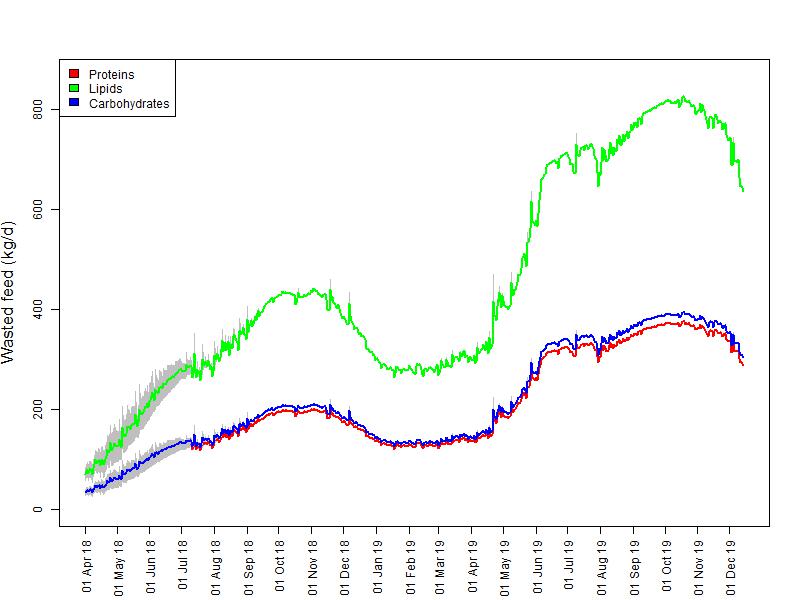 Proteins
Lipids
Carbohydrates
Wasted feed (kg/d)
800
600
400
200
0
01 Apr 18
01 May 18
01 Jun 18
01 Jul 18
01 Aug 18
01 Sep 18
01 Oct 18
01 Nov 18
01 Dec 18
01 Jan 19
01 Feb 19
01 Mar 19
01 Apr 19
01 May 19
01 Jun 19
01 Jul 19
01 Aug 19
01 Sep 19
01 Oct 19
01 Nov 19
01 Dec 19